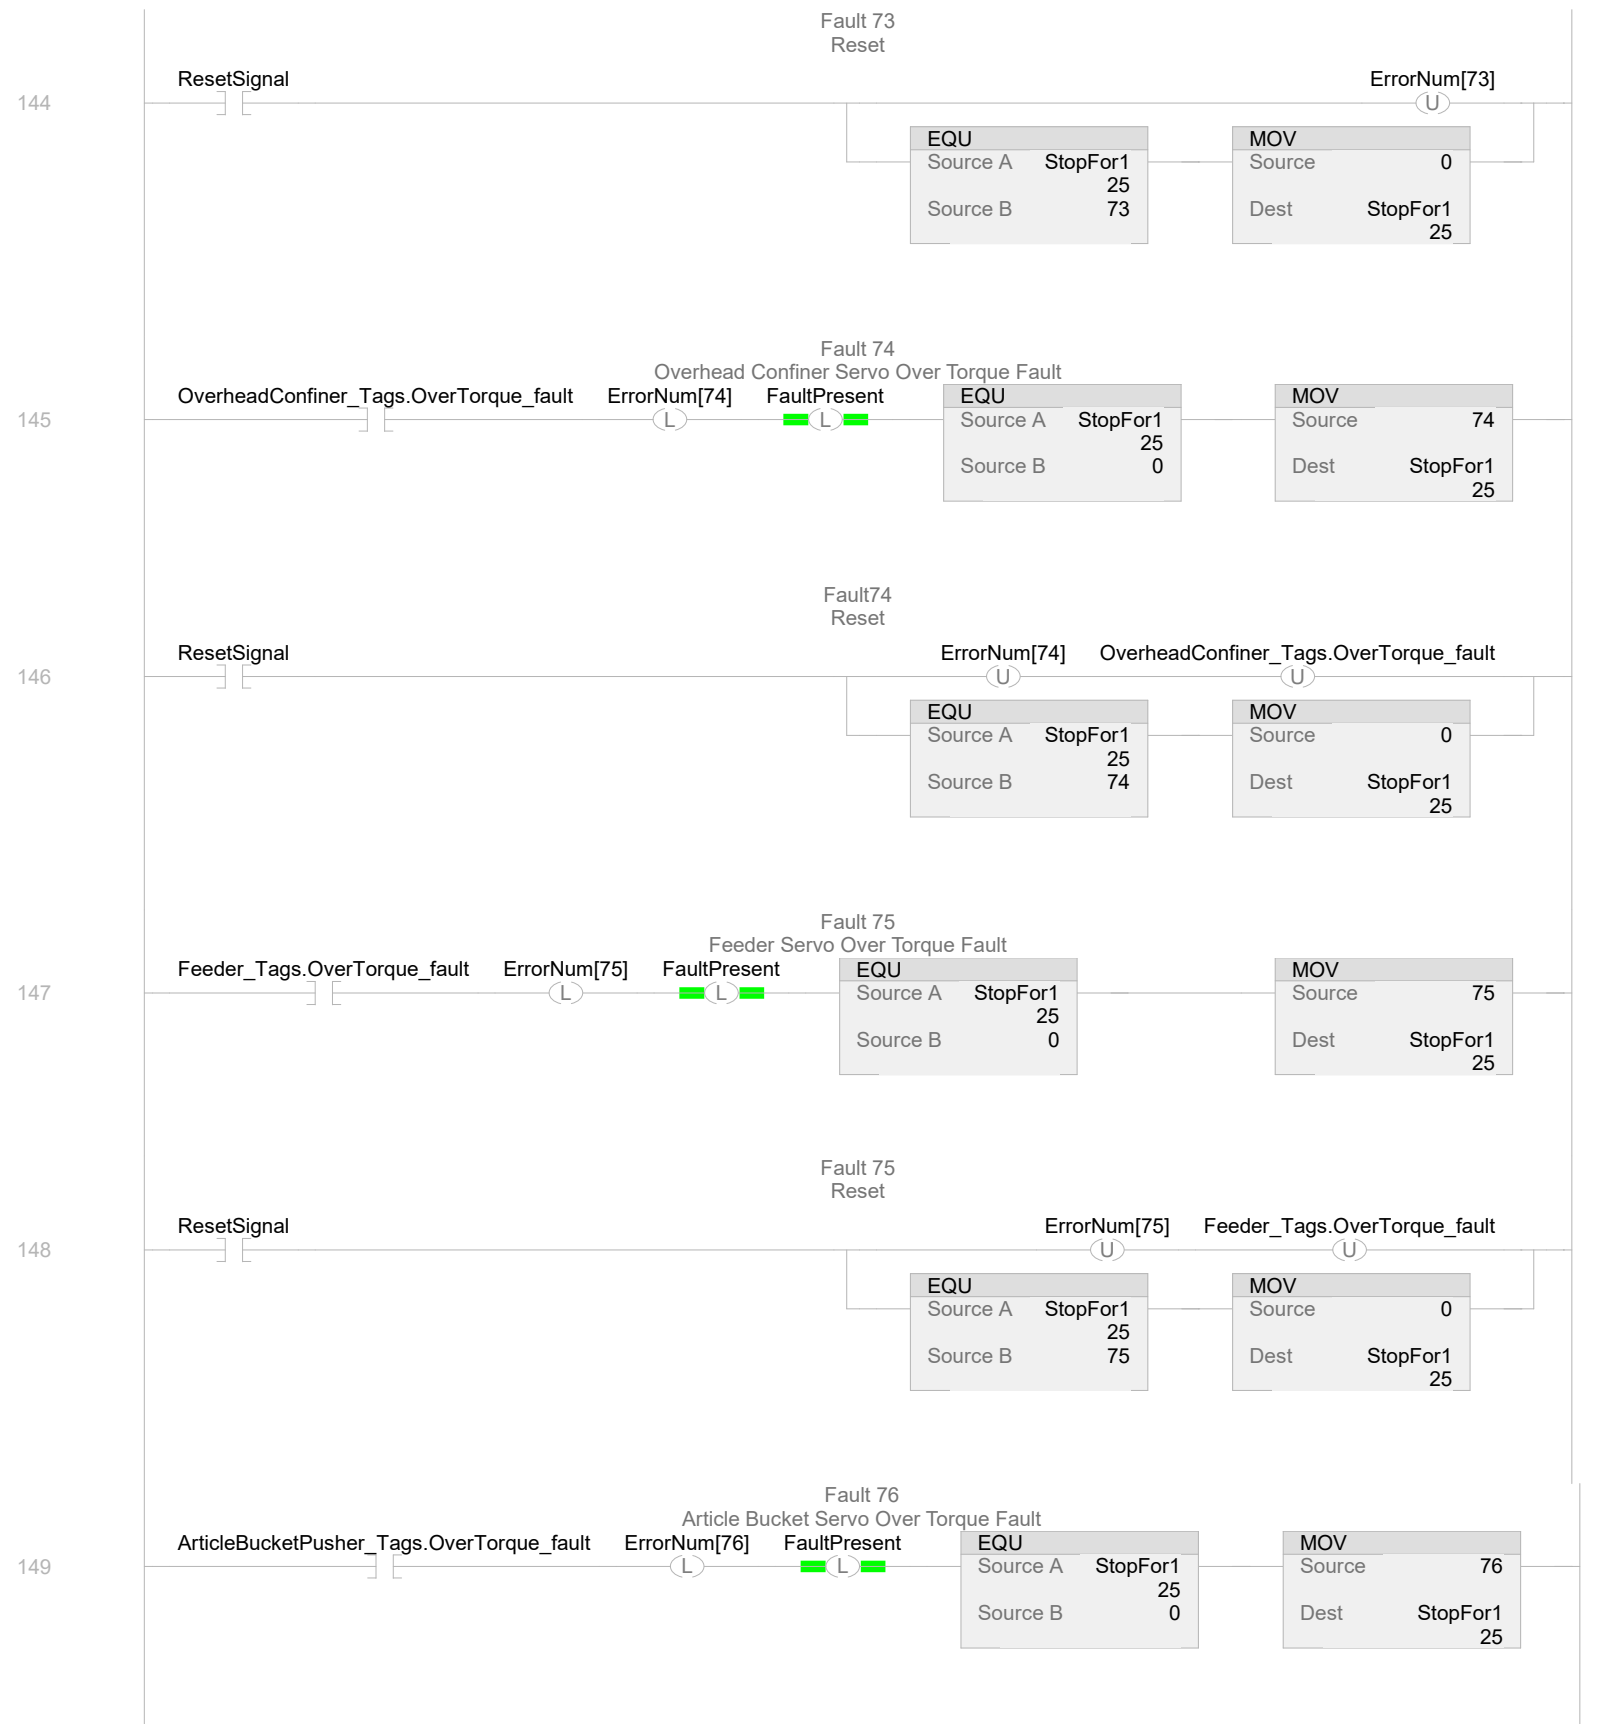 Fault 73
Reset
ResetSignal
ErrorNum[73]
144
U
EQU
MOV
Source A StopFor1
25
Source B 73
Source 0
Dest StopFor1
25
Fault 74
Overhead Confiner Servo Over Torque Fault
OverheadConfiner_Tags.OverTorque_fault ErrorNum[74] FaultPresent
145
L
L
EQU
Source A StopFor1
25
Source B 0
MOV
Source 74
Dest StopFor1
25
Fault74
Reset
ResetSignal
ErrorNum[74] OverheadConfiner_Tags.OverTorque_fault
146
U
U
EQU
Source A StopFor1
25
Source B 74
MOV
Source 0
Dest StopFor1
25
Fault 75
Feeder Servo Over Torque Fault
Feeder_Tags.OverTorque_fault ErrorNum[75] FaultPresent
147
L
L
EQU
Source A StopFor1
25
Source B 0
MOV
Source 75
Dest StopFor1
25
Fault 75
Reset
ResetSignal
ErrorNum[75] Feeder_Tags.OverTorque_fault
148
U
U
EQU
Source A StopFor1
25
Source B 75
MOV
Source 0
Dest StopFor1
25
Fault 76
Article Bucket Servo Over Torque Fault
ArticleBucketPusher_Tags.OverTorque_fault ErrorNum[76] FaultPresent
149
L
L
EQU
Source A StopFor1
25
Source B 0
MOV
Source 76
Dest StopFor1
25